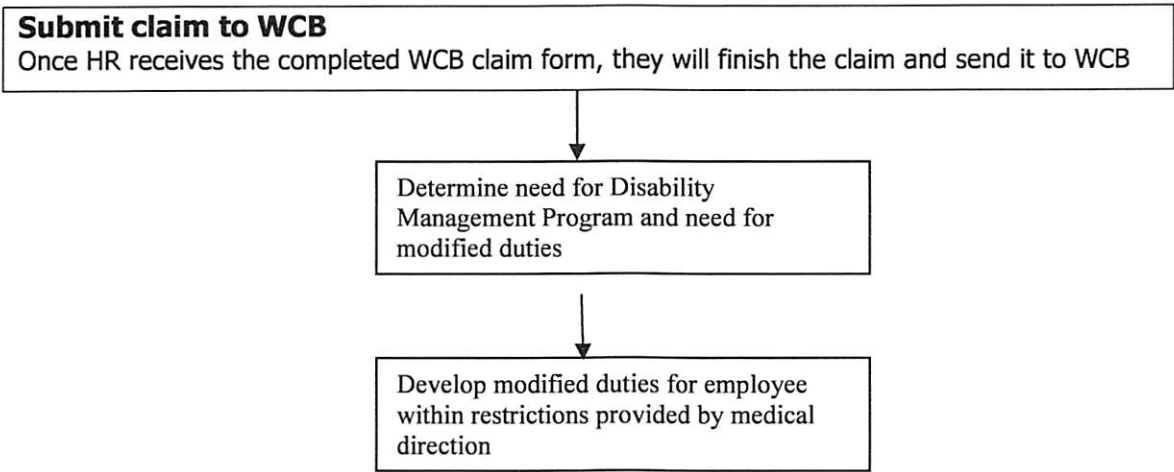 Submit claim to WCB
Once HR receives the completed WCB claim form, they will finish the claim and send it to WCB
Determine need for Disability
Management Program and need for
modified duties
Develop modified duties for employee
within restrictions provided by medical
direction